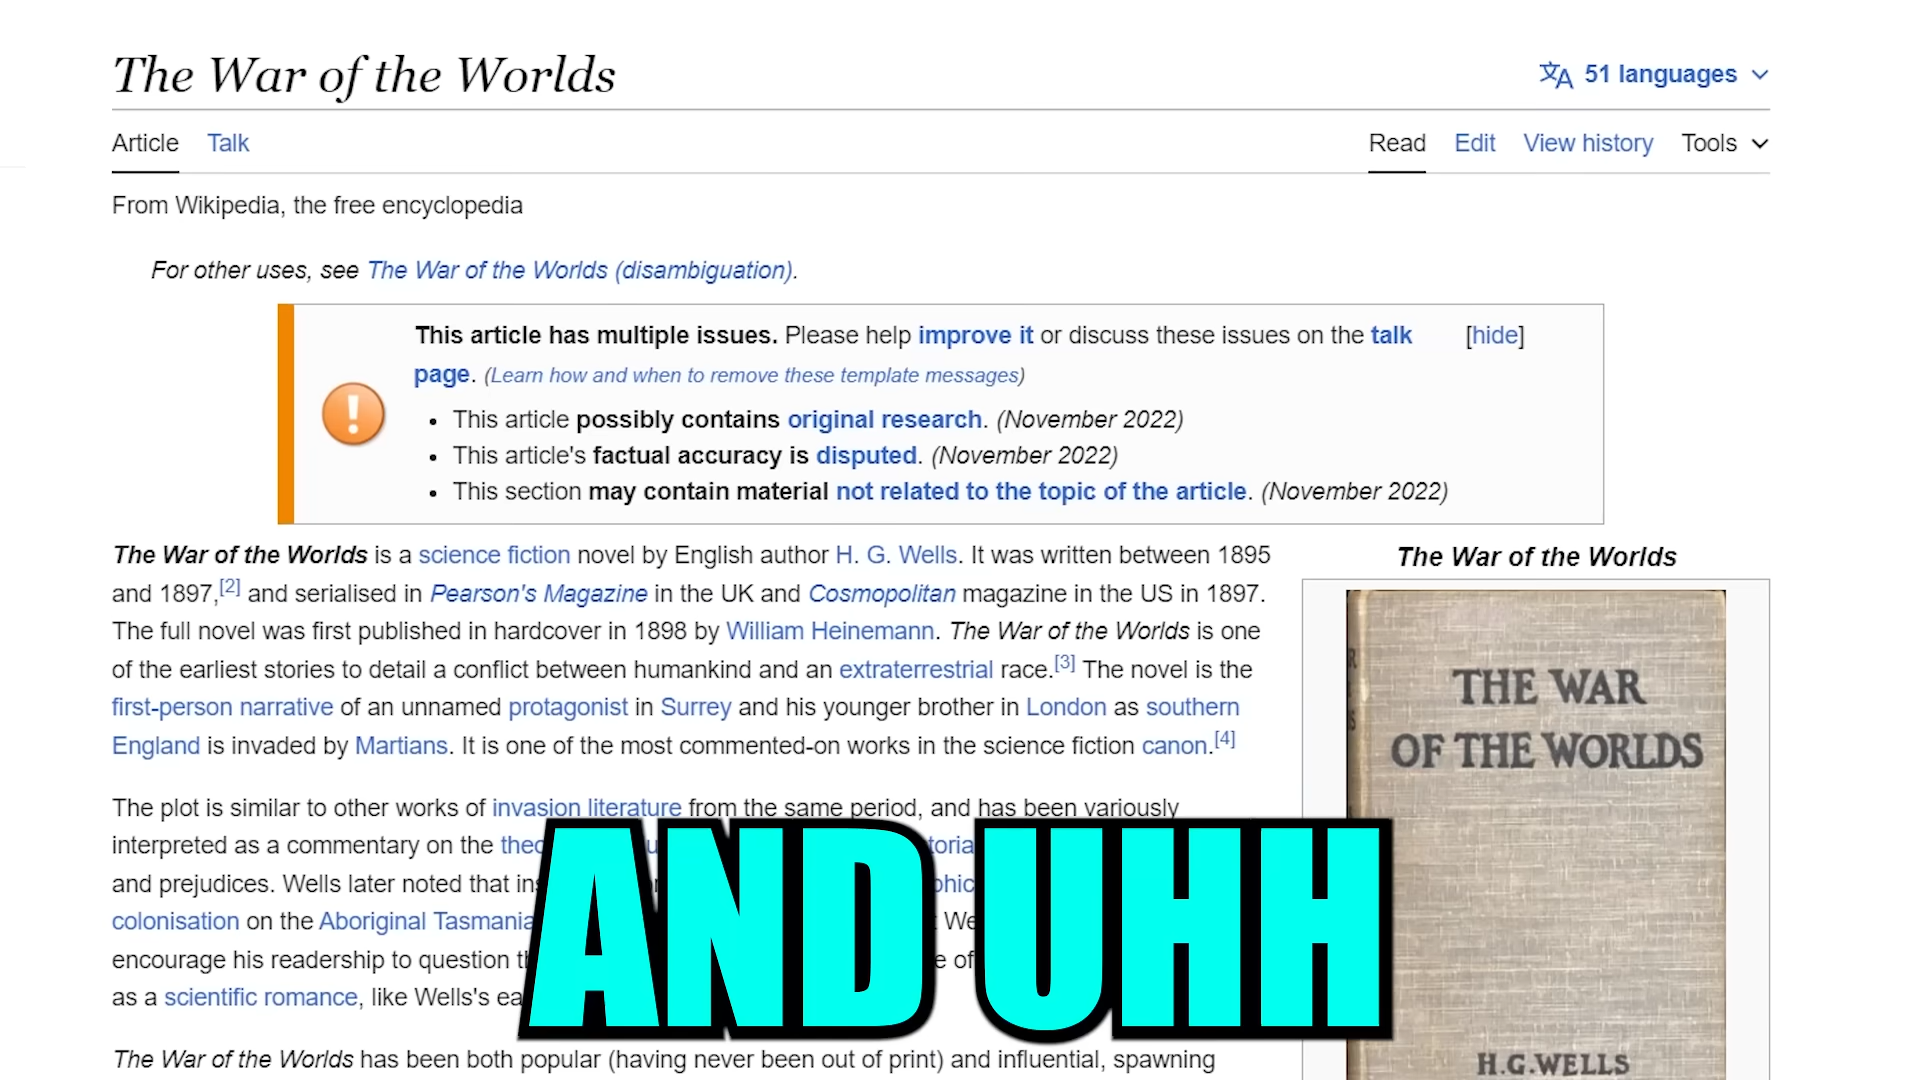 The War of the Worlds
51 languages
Article Talk
Read Edit View history Tools
From Wikipedia, the free encyclopedia
For other uses, see The War of the Worlds (disambiguation).
This article has multiple issues. Please help improve it or discuss these issues on the talk [hide]
page. (Learn how and when to remove these template messages)
• This article possibly contains original research. (November 2022)
• This article's factual accuracy is disputed. (November 2022)
• This section may contain material not related to the topic of the article. (November 2022)
The War of the Worlds is a science fiction novel by English author H. G. Wells. It was written between 1895
and 1897,[2] and serialised in Pearson's Magazine in the UK and Cosmopolitan magazine in the US in 1897.
The full novel was first published in hardcover in 1898 by William Heinemann. The War of the Worlds is one
of the earliest stories to detail a conflict between humankind and an extraterrestrial race.[3] The novel is the
first-person narrative of an unnamed protagonist in Surrey and his younger brother in London as southern
England is invaded by Martians. It is one of the most commented-on works in the science fiction canon.[4]
The plot is similar to other works of invasion literature from the same period, and has been variously
interpreted as a commentary on the
and prejudices. Wells later noted that
colonisation on the Aboriginal
encourage his readership to question
e of
as a scientific romance, like Wells's
The War of the Worlds has been both popular (having never been out of print) and influential, spawning
The War of the Worlds
THE WAR
OF THE WORLDS
H.G.WELLS
AND UHH